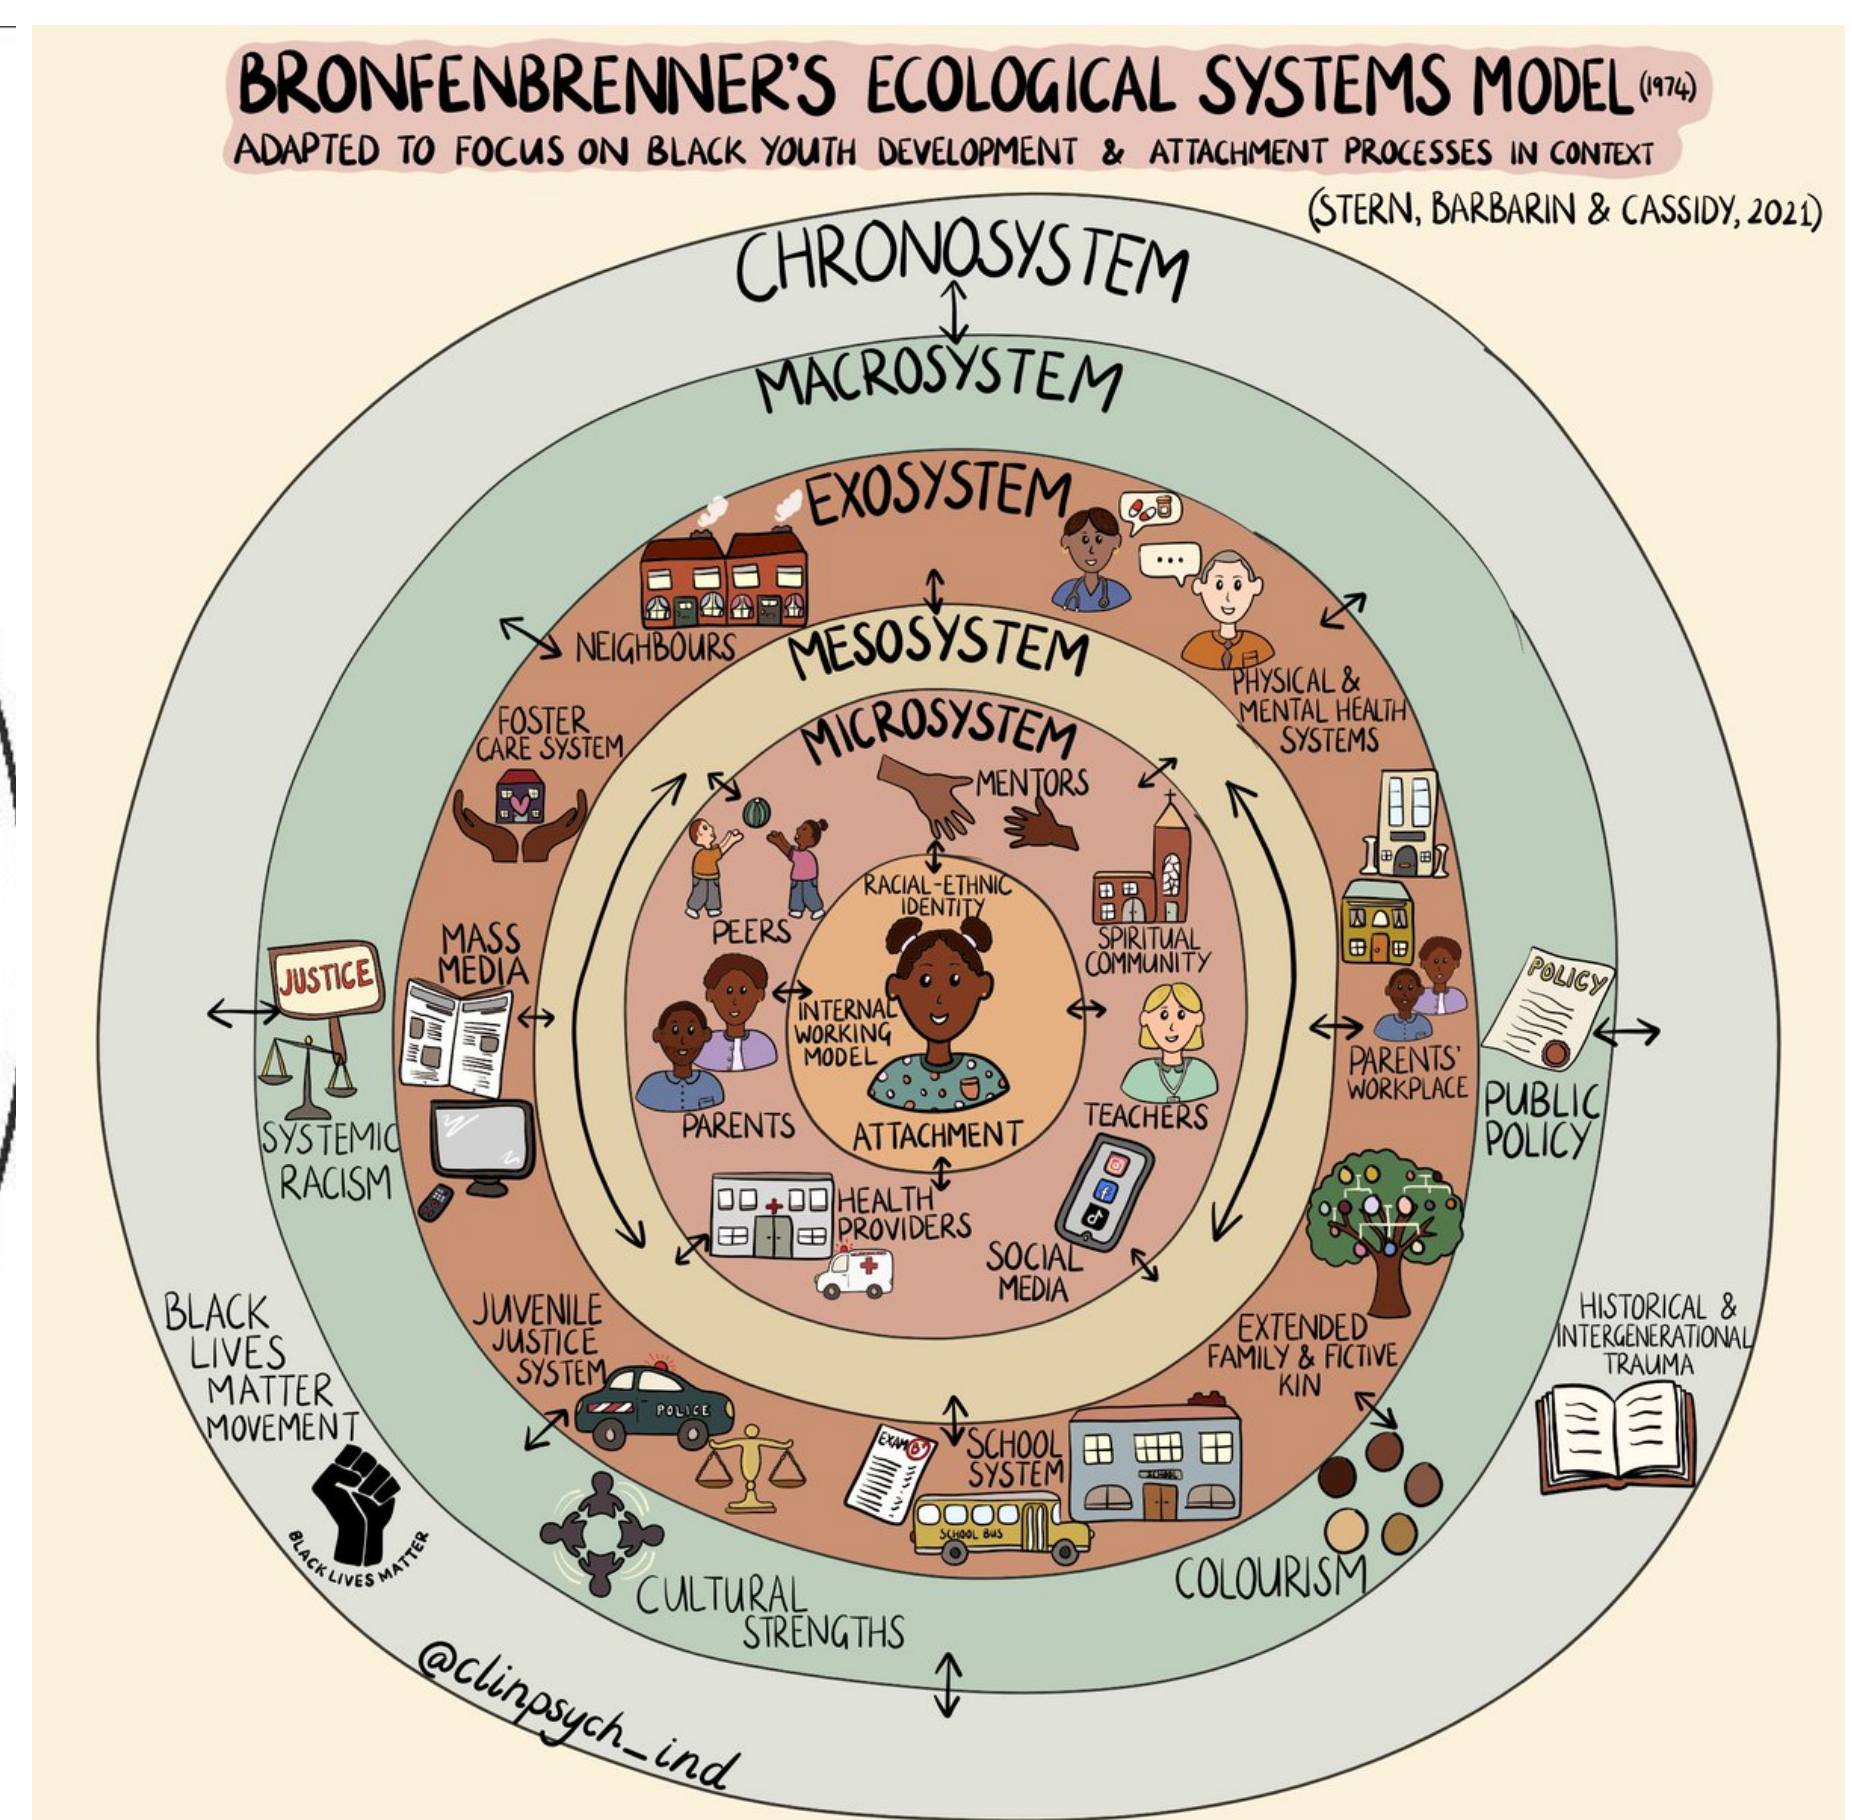 BRONFENBRENNER'S ECOLOGICAL SYSTEMS MODEL (1974)
ADAPTED TO FOCUS ON BLACK YOUTH DEVELOPMENT & ATTACHMENT PROCESSES IN CONTEXT
(STERN, BARBARIN & CASSIDY, 2021)
CHRONOSYSTEM
MACROSYSTEM
EXOSYSTEM
NEIGHBOURS
MESOSYSTEM
PHYSICAL &
MENTAL HEALTH
SYSTEMS
FOSTER
CARE SYSTEM
MICROSYSTEM
MENTORS
RACIAL-ETHNIC
IDENTITY
PEERS
SPIRITUAL
COMMUNITY
MASS
MEDIA
JUSTICE
POLICY
INTERNAL
WORKING
MODEL
PARENTS'
WORKPLACE
PARENTS
ATTACHMENT
TEACHERS
PUBLIC
POLICY
SYSTEMIC
RACISM
HEALTH
PROVIDERS
SOCIAL
MEDIA
BLACK
LIVES
MATTER
MOVEMENT
JUVENILE
JUSTICE
SYSTEM
POLICE
EXTENDED
FAMILY & FICTIVE
KIN
HISTORICAL &
INTERGENERATIONAL
TRAUMA
EXAM
SCHOOL
SYSTEM
SCHOOL
SCHOOL BUS
BLACK LIVES MATTER
CULTURAL
STRENGTHS
COLOURISM
@clinpsych_ind